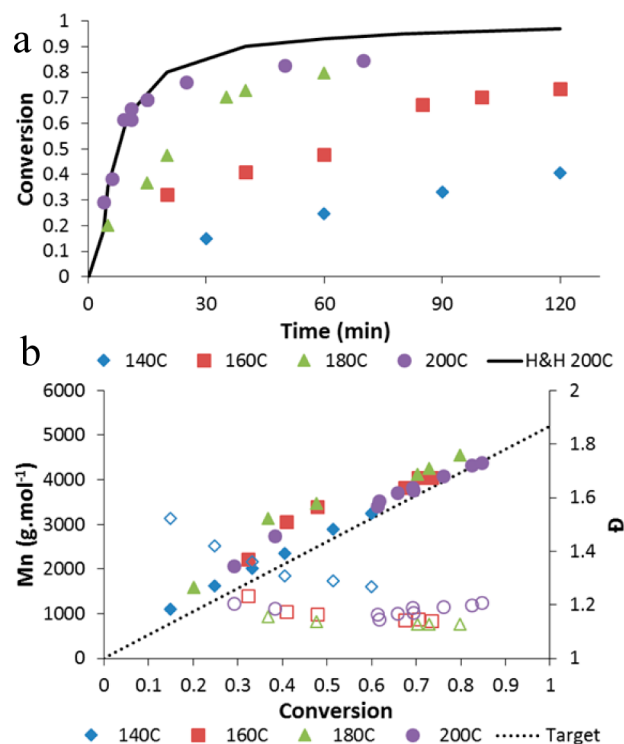 a
1
0.9
0.8
0.7
0.6
0.5
0.4
0.3
0.2
0.1
0
Conversion
0 30 60 90 120
Time (min)
140C 160C 180C 200C H&H 200C
b
6000
5000
4000
3000
2000
1000
0
Mn (g.mol⁻¹)
2
1.8
1.6
1.4
1.2
1
Đ
0 0.1 0.2 0.3 0.4 0.5 0.6 0.7 0.8 0.9 1
Conversion
140C 160C 180C 200C Target